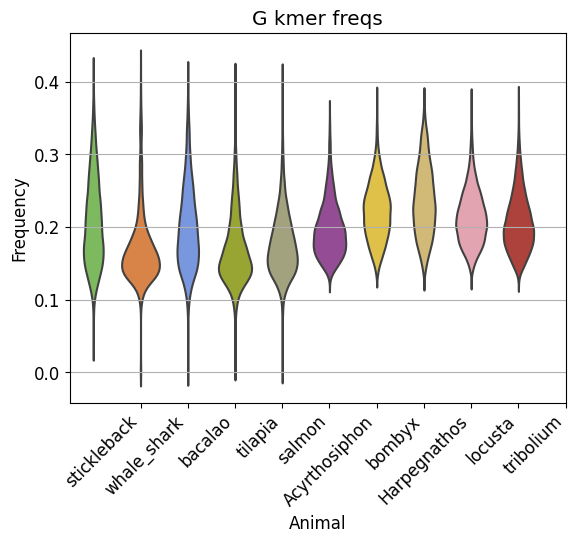 G kmer freqs
Frequency
0.4
0.3
0.2
0.1
0.0
stickleback
whale_shark
bacalao
tilapia
salmon
Acyrthosiphon
bombyx
Harpegnathos
locusta
tribolium
Animal